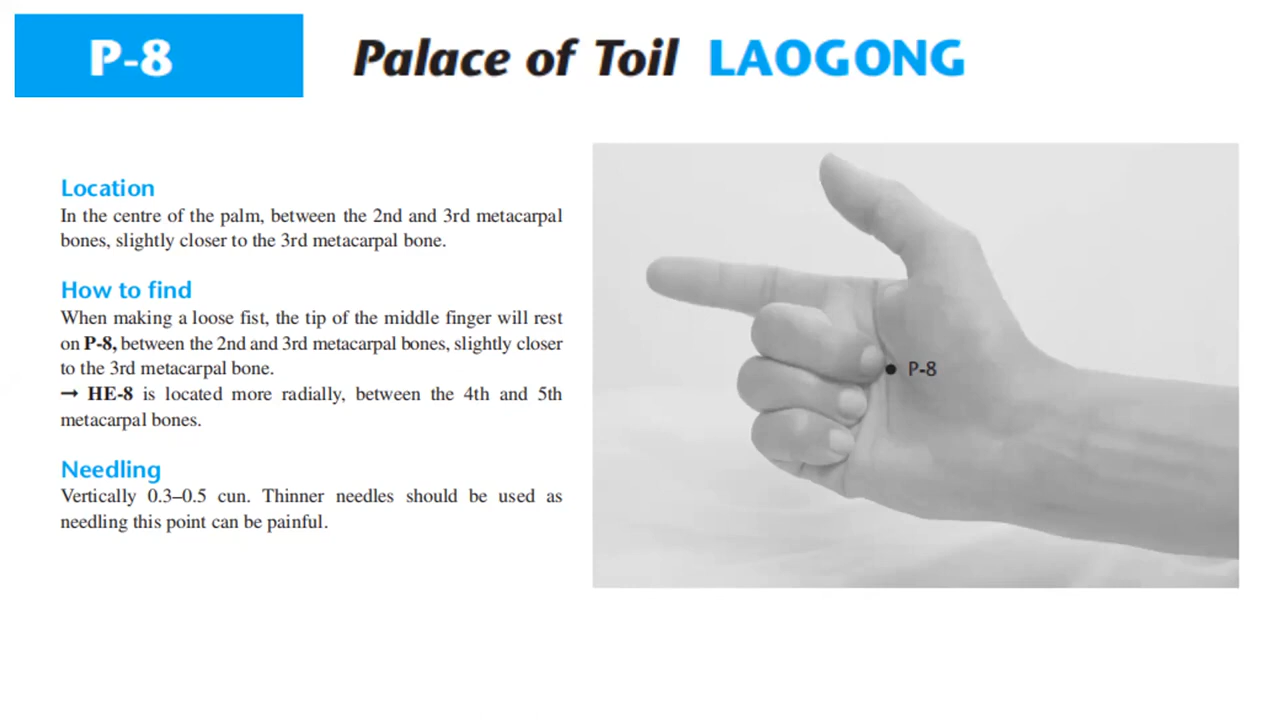 P-8
Palace of Toil LAOGONG
Location
In the centre of the palm, between the 2nd and 3rd metacarpal
bones, slightly closer to the 3rd metacarpal bone.
How to find
When making a loose fist, the tip of the middle finger will rest
on P-8, between the 2nd and 3rd metacarpal bones, slightly closer
to the 3rd metacarpal bone.
→ HE-8 is located more radially, between the 4th and 5th
metacarpal bones.
Needling
Vertically 0.3–0.5 cun. Thinner needles should be used as
needling this point can be painful.
P-8